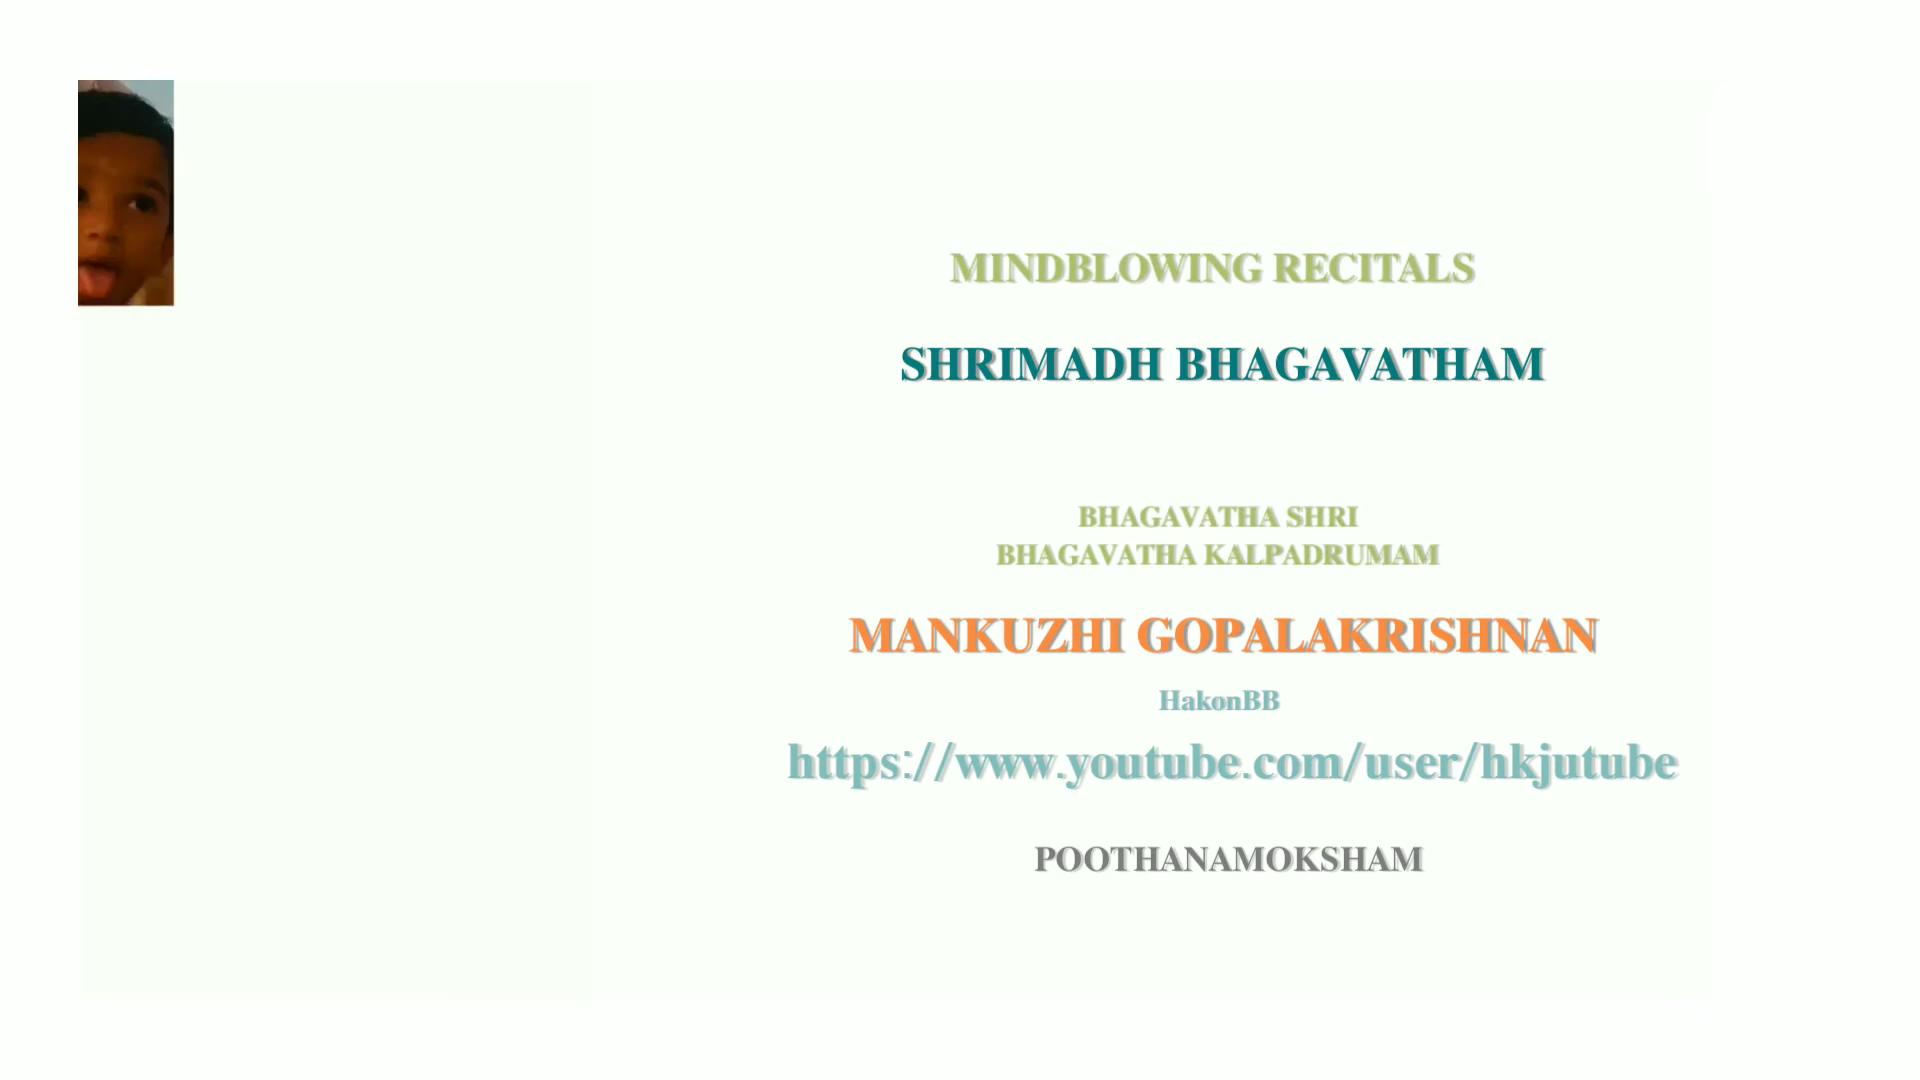 MINDBLOWING RECITALS
SHRIMADH BHAGAVATHAM
BHAGAVATHA SHRI
BHAGAVATHA KALPADRUMAM
MANKUZHI GOPALAKRISHNAN
HakonBB
https://www.youtube.com/user/hkjutube
POOTHANAMOKSHAM